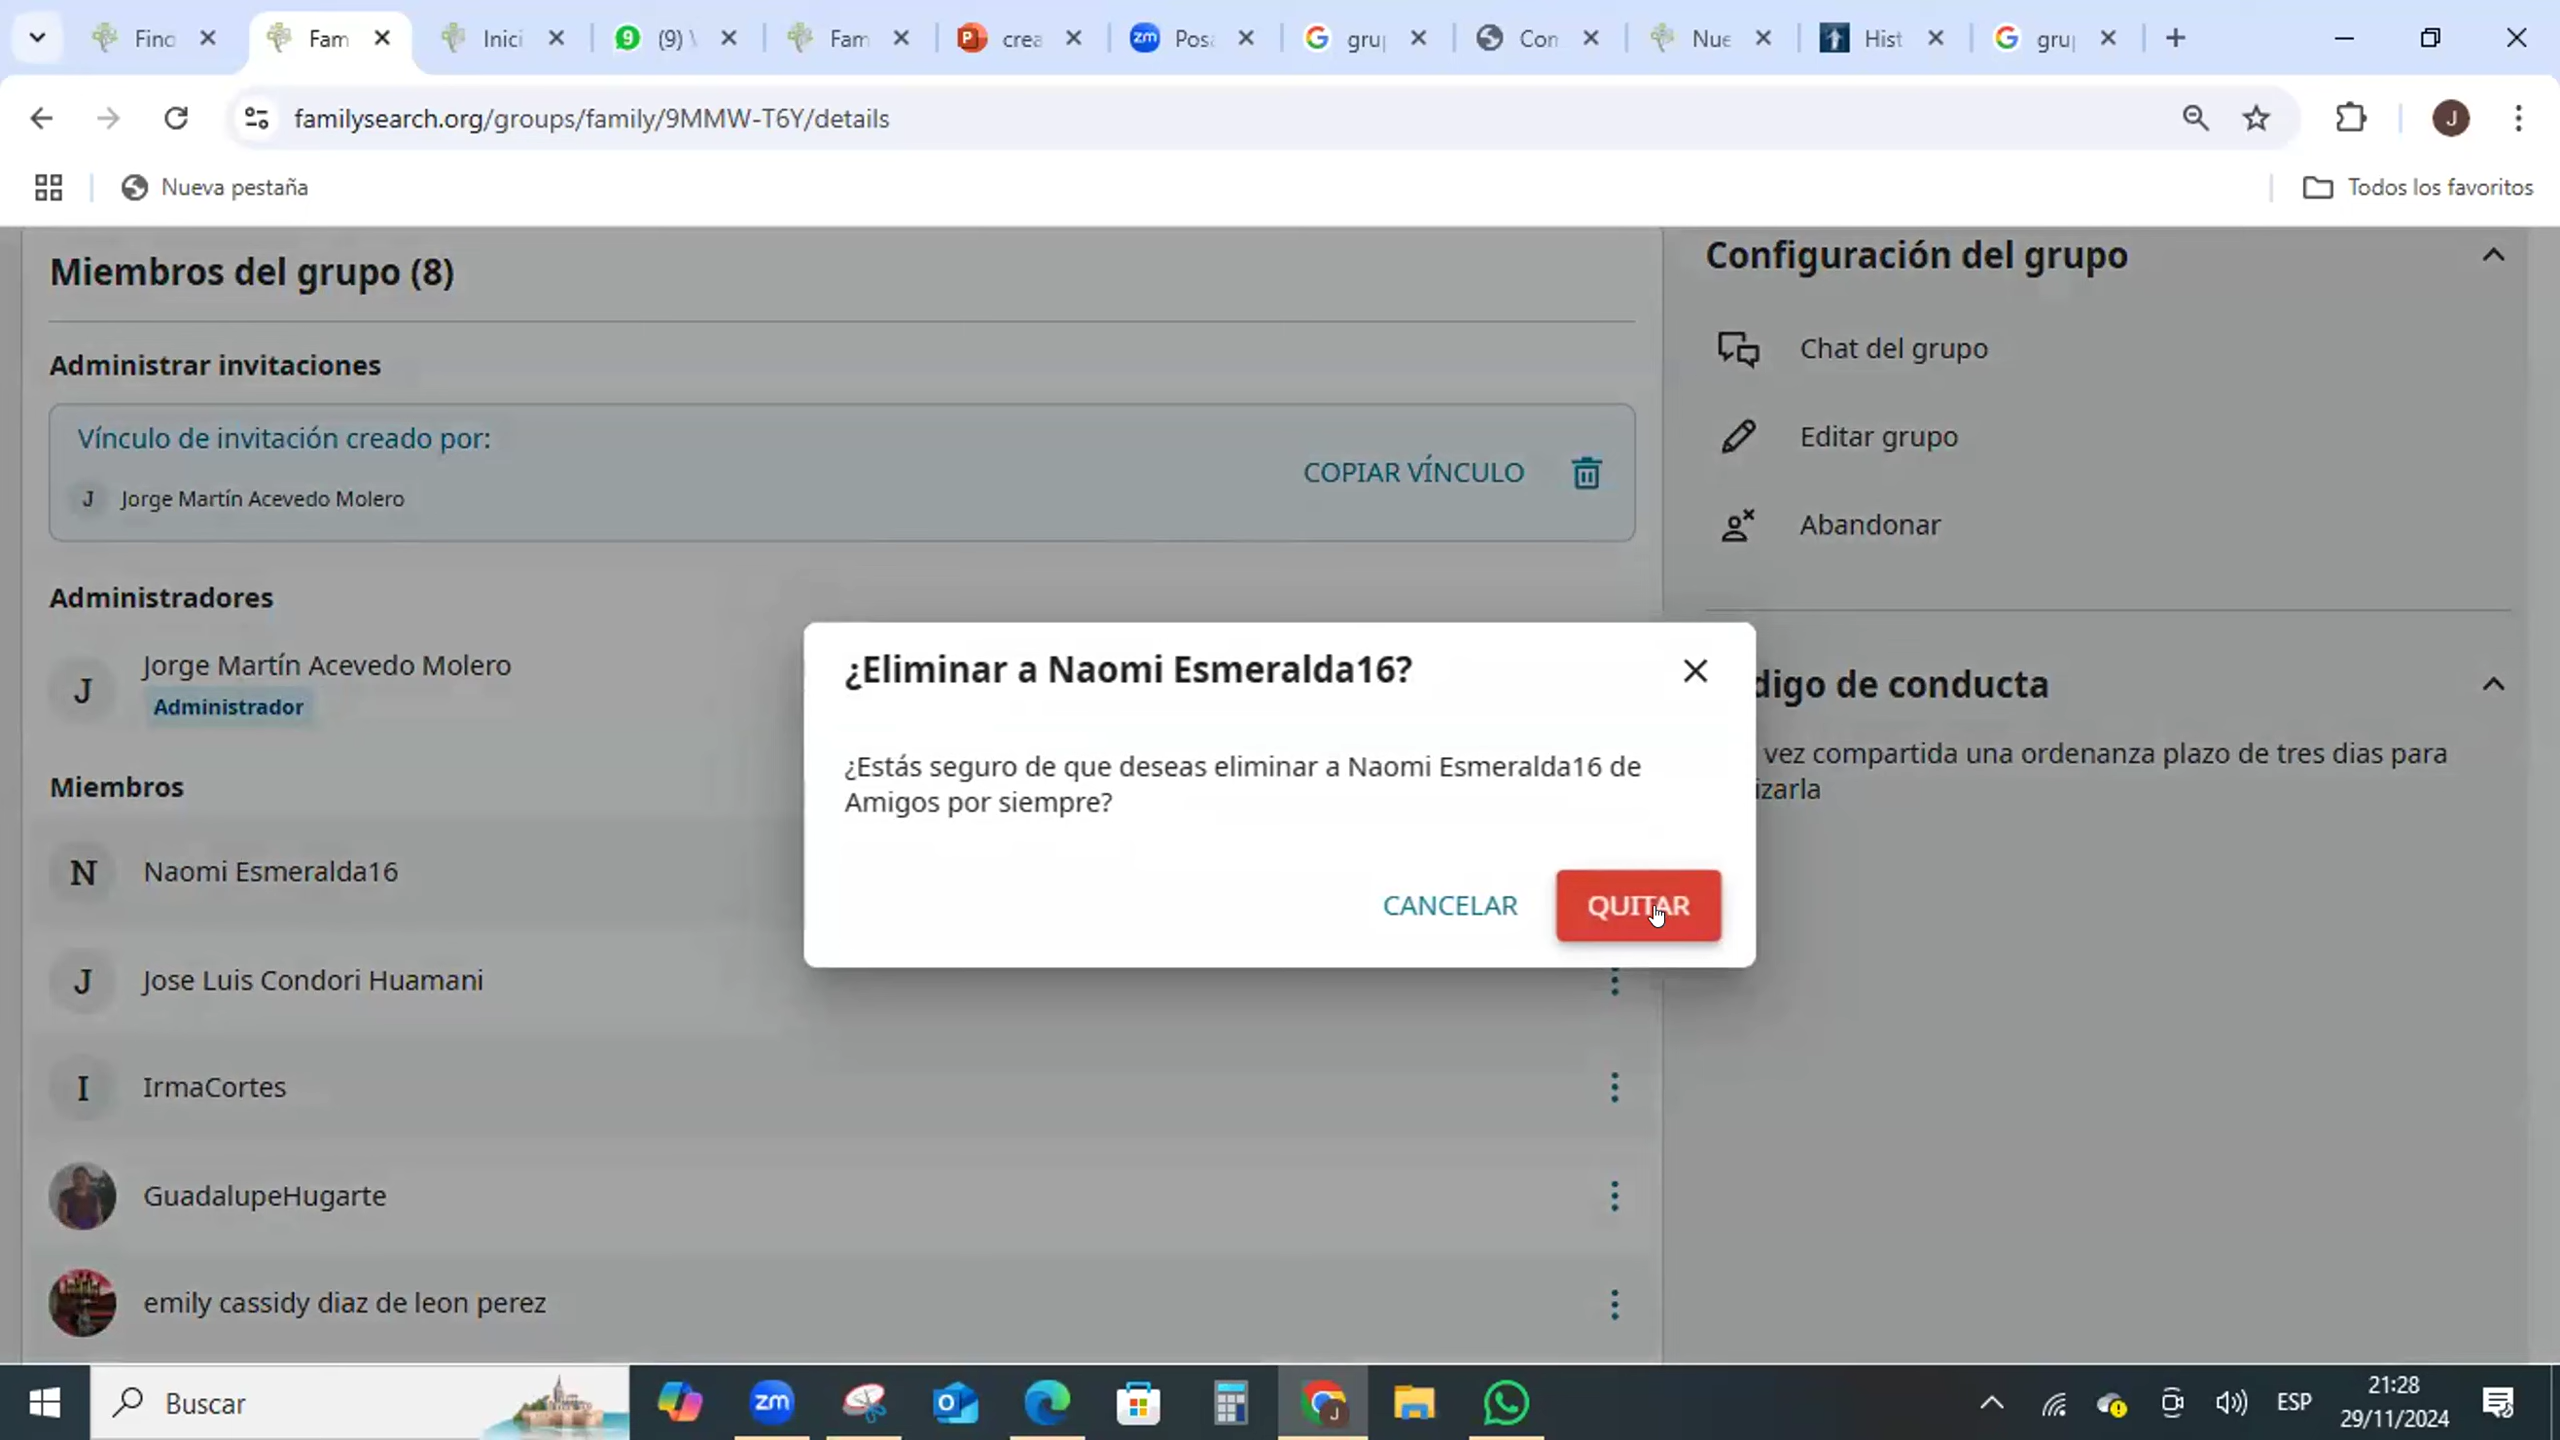 Finc
Fam
Inici
9
(9)
Fam
P
crea
zm
Pos
G
gru
Con
Nue
Hist
G
gru
familysearch.org/groups/family/9MMW-T6Y/details
J
Nueva pestaña
Todos los favoritos
Miembros del grupo (8)
Administrar invitaciones
Vínculo de invitación creado por:
J Jorge Martín Acevedo Molero
COPIAR VÍNCULO
Administradores
J
Jorge Martín Acevedo Molero
Administrador
Miembros
N Naomi Esmeralda16
J Jose Luis Condori Huamani
I IrmaCortes
GuadalupeHugarte
emily cassidy diaz de leon perez
¿Eliminar a Naomi Esmeralda16?
¿Estás seguro de que deseas eliminar a Naomi Esmeralda16 de
Amigos por siempre?
CANCELAR
QUITAR
Configuración del grupo
Chat del grupo
Editar grupo
Abandonar
digo de conducta
vez compartida una ordenanza plazo de tres dias para
izarla
Buscar
zm
J
ESP
21:28
29/11/2024